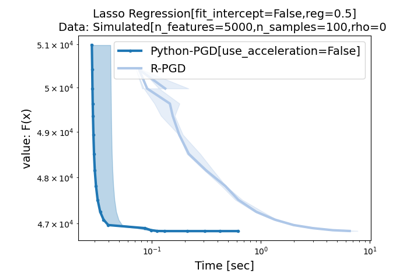 Lasso Regression[fit_intercept=False,reg=0.5]
Data: Simulated[n_features=5000,n_samples=100,rho=0
Python-PGD[use_acceleration=False]
R-PGD
value: F(x)
5.1 × 10⁴
5 × 10⁴
4.9 × 10⁴
4.8 × 10⁴
4.7 × 10⁴
10⁻¹
10⁰
10¹
Time [sec]